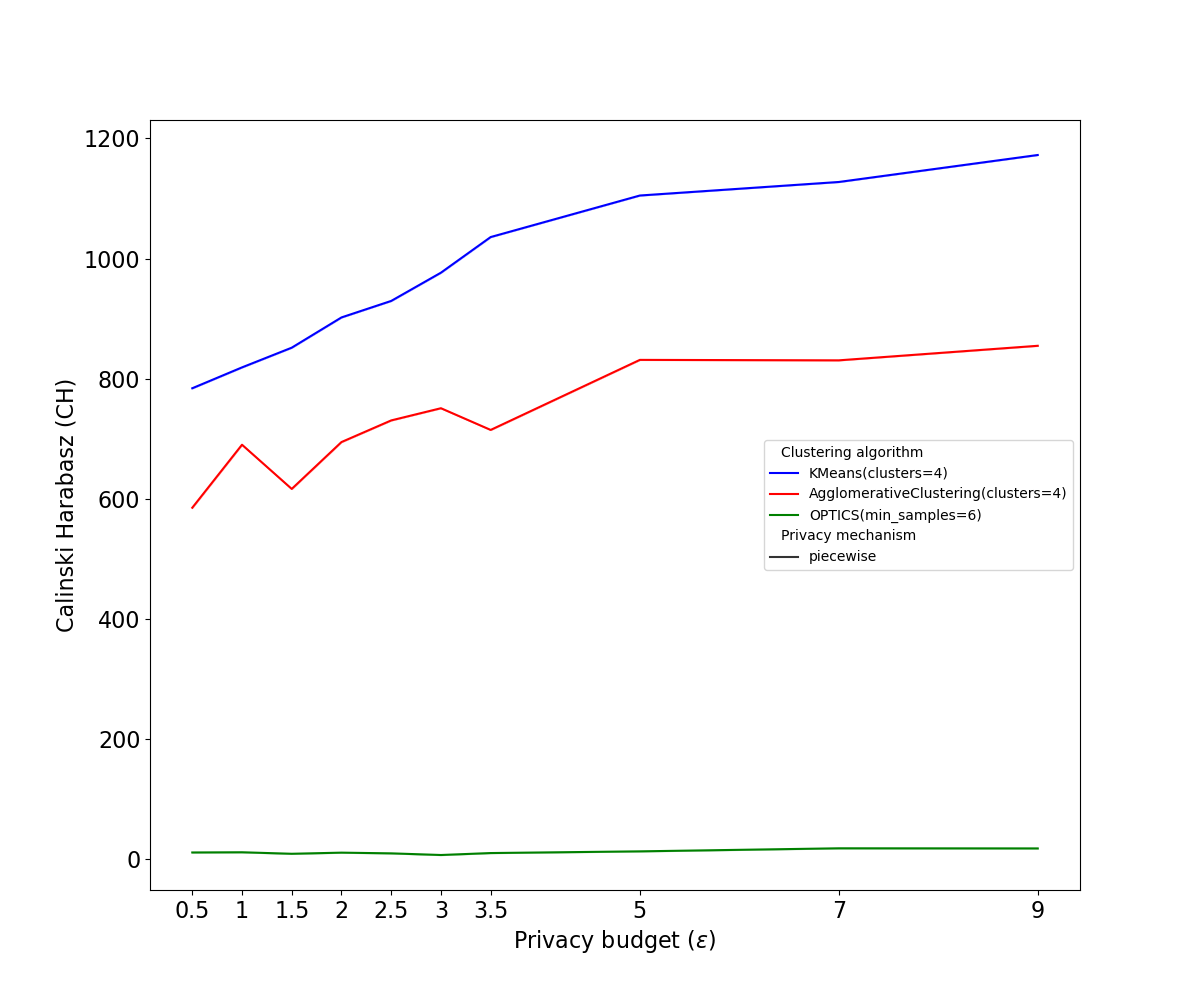 1200
1000
800
600
400
200
0
Calinski Harabasz (CH)
Clustering algorithm
KMeans(clusters=4)
AgglomerativeClustering(clusters=4)
OPTICS(min_samples=6)
Privacy mechanism
piecewise
0.5 1 1.5 2 2.5 3 3.5 5 7 9
Privacy budget (ε)